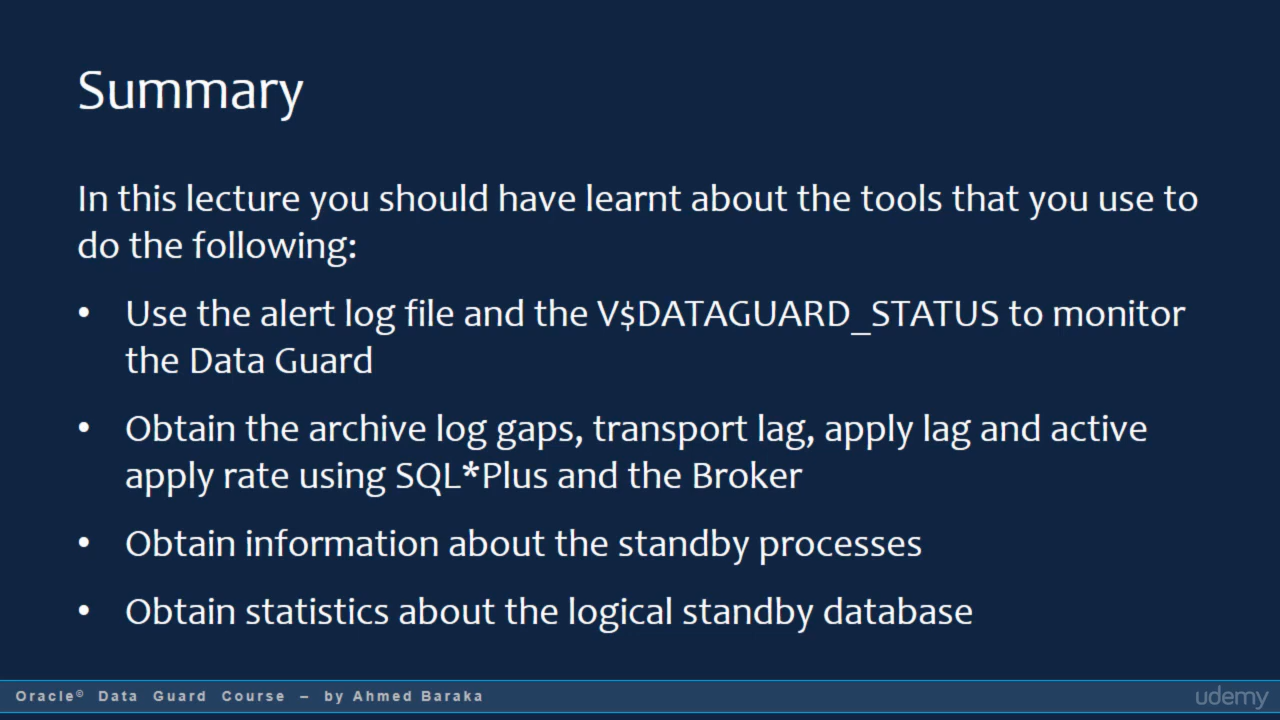 Summary
In this lecture you should have learnt about the tools that you use to
do the following:
• Use the alert log file and the V$DATAGUARD_STATUS to monitor
the Data Guard
• Obtain the archive log gaps, transport lag, apply lag and active
apply rate using SQL*Plus and the Broker
• Obtain information about the standby processes
• Obtain statistics about the logical standby database
Oracle© Data Guard Course – by Ahmed Baraka
udemy